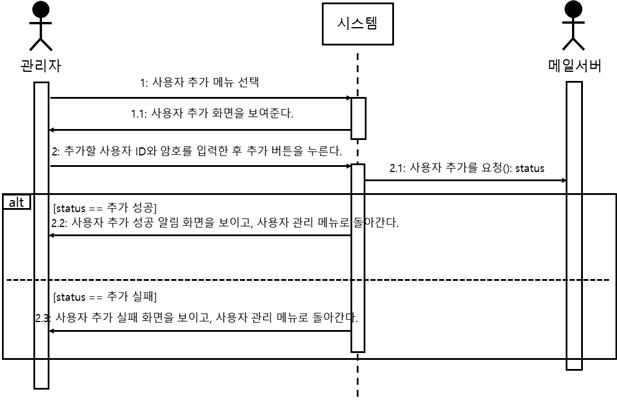 시스템
관리자
메일서버
1: 사용자 추가 메뉴 선택
1.1: 사용자 추가 화면을 보여준다.
2: 추가할 사용자 ID와 암호를 입력한 후 추가 버튼을 누른다.
2.1: 사용자 추가를 요청(): status
alt
[status == 추가 성공]
2.2: 사용자 추가 성공 알림 화면을 보이고, 사용자 관리 메뉴로 돌아간다.
[status == 추가 실패]
2.3: 사용자 추가 실패 화면을 보이고, 사용자 관리 메뉴로 돌아간다.